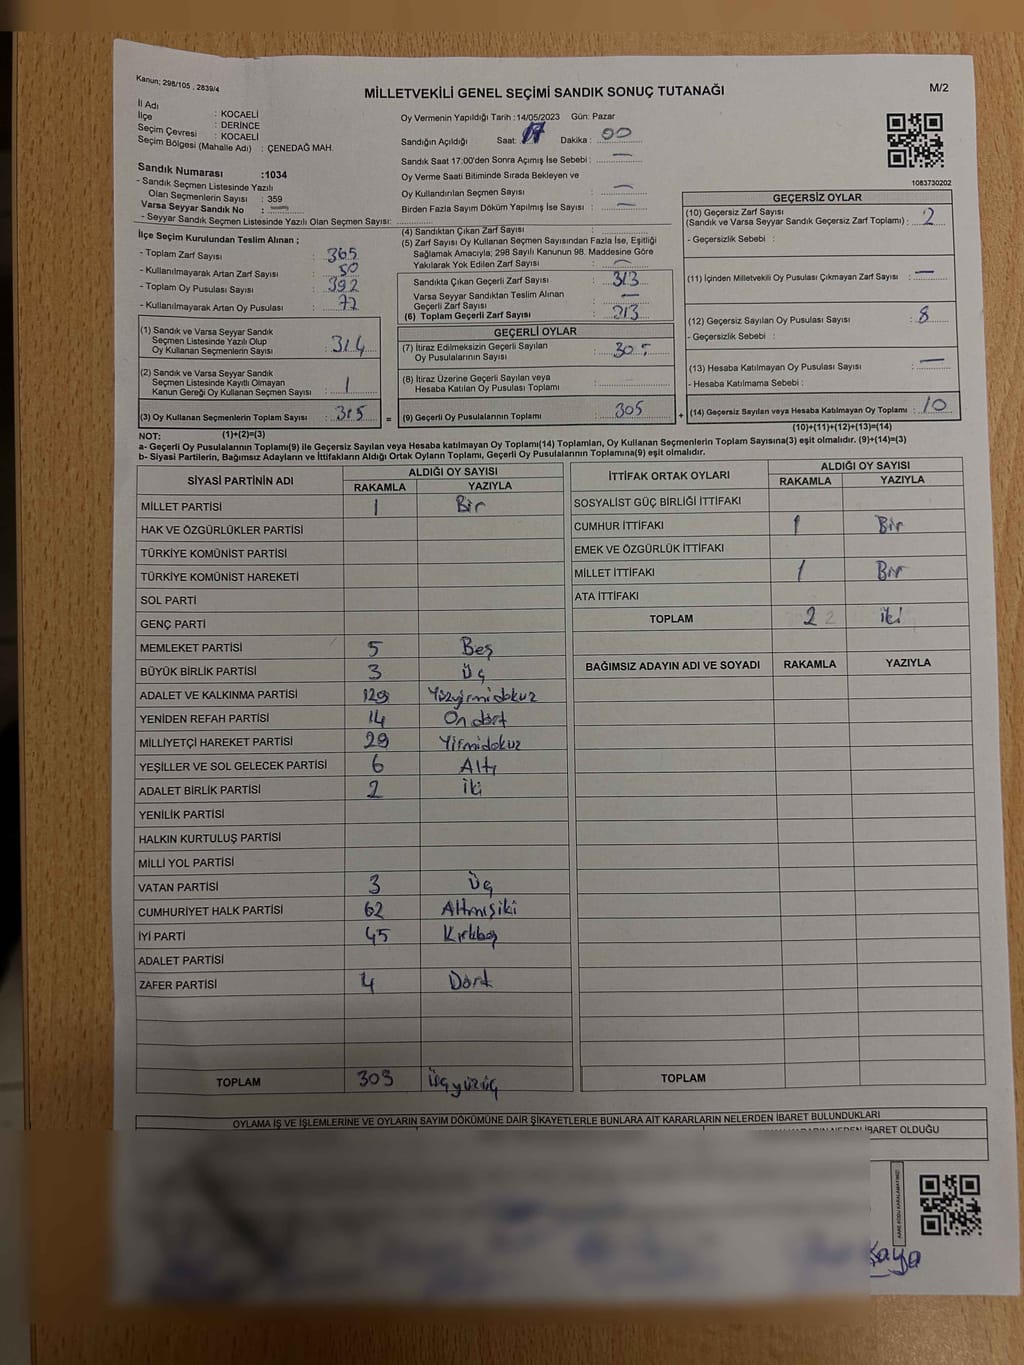 Kanun; 298/105 , 2839/4
MİLLETVEKİLİ GENEL SEÇİMİ SANDIK SONUÇ TUTANAĞI
M/2
İl Adı : KOCAELİ
İlçe : DERİNCE
Seçim Çevresi : KOCAELİ
Seçim Bölgesi (Mahalle Adı) : ÇENEDAĞ MAH.
Sandık Numarası :1034
- Sandık Seçmen Listesinde Yazılı
Olan Seçmenlerin Sayısı : 359
Varsa Seyyar Sandık No :
- Seyyar Sandık Seçmen Listesinde Yazılı Olan Seçmen Sayısı:
İlçe Seçim Kurulundan Teslim Alınan ;
- Toplam Zarf Sayısı : 365
- Kullanılmayarak Artan Zarf Sayısı : 50
- Toplam Oy Pusulası Sayısı : 392
- Kullanılmayarak Artan Oy Pusulası : 77
(1) Sandık ve Varsa Seyyar Sandık
Seçmen Listesinde Yazılı Olup
Oy Kullanan Seçmenlerin Sayısı : 314
(2) Sandık ve Varsa Seyyar Sandık
Seçmen Listesinde Kayıtlı Olmayan
Kanun Gereği Oy Kullanan Seçmen Sayısı : 1
(3) Oy Kullanan Seçmenlerin Toplam Sayısı : 315 =
Oy Vermenin Yapıldığı Tarih :14/05/2023 Gün: Pazar
Sandığın Açıldığı Saat: 17 Dakika : 00
Sandık Saat 17:00'den Sonra Açımış İse Sebebi : —
Oy Verme Saati Bitiminde Sırada Bekleyen ve
Oy Kullandırılan Seçmen Sayısı : —
Birden Fazla Sayım Döküm Yapılmış İse Sayısı : —
(4) Sandıktan Çıkan Zarf Sayısı :
(5) Zarf Sayısı Oy Kullanan Seçmen Sayısından Fazla İse, Eşitliği
Sağlamak Amacıyla; 298 Sayılı Kanunun 98. Maddesine Göre
Yakılarak Yok Edilen Zarf Sayısı : —
Sandıkta Çıkan Geçerli Zarf Sayısı : 313
Varsa Seyyar Sandıktan Teslim Alınan
Geçerli Zarf Sayısı : —
(6) Toplam Geçerli Zarf Sayısı : 313
GEÇERLİ OYLAR
(7) İtiraz Edilmeksizin Geçerli Sayılan
Oy Pusulalarının Sayısı : 305
(8) İtiraz Üzerine Geçerli Sayılan veya
Hesaba Katılan Oy Pusulası Toplamı :
(9) Geçerli Oy Pusulalarının Toplamı : 305 +
1083730202
GEÇERSİZ OYLAR
(10) Geçersiz Zarf Sayısı
(Sandık ve Varsa Seyyar Sandık Geçersiz Zarf Toplamı) : 2
- Geçersizlik Sebebi :
(11) İçinden Milletvekili Oy Pusulası Çıkmayan Zarf Sayısı : —
(12) Geçersiz Sayılan Oy Pusulası Sayısı : 8
- Geçersizlik Sebebi :
(13) Hesaba Katılmayan Oy Pusulası Sayısı : —
- Hesaba Katılmama Sebebi :
(14) Geçersiz Sayılan veya Hesaba Katılmayan Oy Toplamı : 10
NOT: (1)+(2)=(3) (10)+(11)+(12)+(13)=(14)
a- Geçerli Oy Pusulalarının Toplamı(9) ile Geçersiz Sayılan veya Hesaba katılmayan Oy Toplamı(14) Toplamları, Oy Kullanan Seçmenlerin Toplam Sayısına(3) eşit olmalıdır. (9)+(14)=(3)
b- Siyasi Partilerin, Bağımsız Adayların ve İttifakların Aldığı Ortak Oyların Toplamı, Geçerli Oy Pusulalarının Toplamına(9) eşit olmalıdır.
SİYASİ PARTİNİN ADI ALDIĞI OY SAYISI
RAKAMLA YAZIYLA
MİLLET PARTİSİ 1 Bir
HAK VE ÖZGÜRLÜKLER PARTİSİ
TÜRKİYE KOMÜNİST PARTİSİ
TÜRKİYE KOMÜNİST HAREKETİ
SOL PARTİ
GENÇ PARTİ
MEMLEKET PARTİSİ 5 Beş
BÜYÜK BİRLİK PARTİSİ 3 Üç
ADALET VE KALKINMA PARTİSİ 129 Yüzyirmidokuz
YENİDEN REFAH PARTİSİ 14 On dört
MİLLİYETÇİ HAREKET PARTİSİ 29 Yirmidokuz
YEŞİLLER VE SOL GELECEK PARTİSİ 6 Altı
ADALET BİRLİK PARTİSİ 2 iki
YENİLİK PARTİSİ
HALKIN KURTULUŞ PARTİSİ
MİLLİ YOL PARTİSİ
VATAN PARTİSİ 3 Üç
CUMHURİYET HALK PARTİSİ 62 Altmışiki
İYİ PARTİ 45 Kırkbeş
ADALET PARTİSİ
ZAFER PARTİSİ 4 Dört
TOPLAM 303 üçyüzüç
İTTİFAK ORTAK OYLARI ALDIĞI OY SAYISI
RAKAMLA YAZIYLA
SOSYALİST GÜÇ BİRLİĞİ İTTİFAKI
CUMHUR İTTİFAKI 1 Bir
EMEK VE ÖZGÜRLÜK İTTİFAKI
MİLLET İTTİFAKI 1 Bir
ATA İTTİFAKI
TOPLAM 2 2 iki
BAĞIMSIZ ADAYIN ADI VE SOYADI RAKAMLA YAZIYLA
TOPLAM
OYLAMA İŞ VE İŞLEMLERİNE VE OYLARIN SAYIM DÖKÜMÜNE DAİR ŞİKAYETLERLE BUNLARA AİT KARARLARIN NELERDEN İBARET BULUNDUKLARI
İBARET OLDUĞU
KARE KODU KARALAMAYINIZ!
Kaya